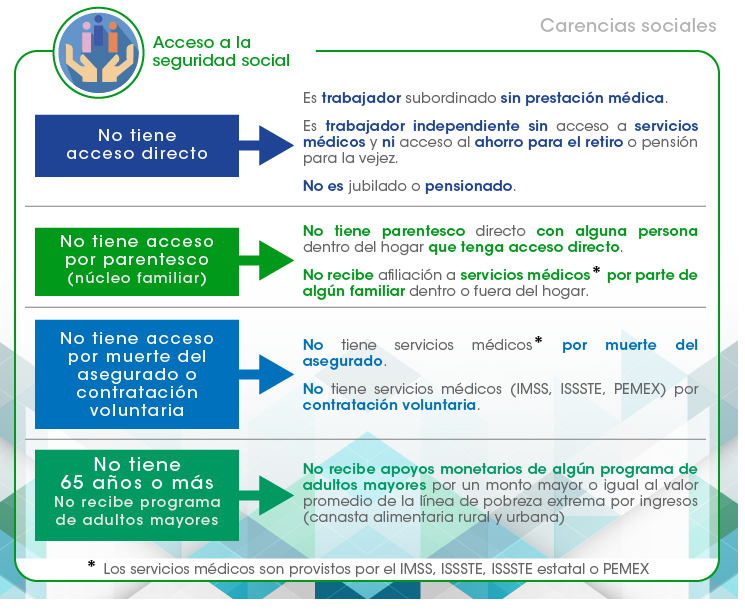 Carencias sociales
Acceso a la
seguridad social
No tiene
acceso directo
Es trabajador subordinado sin prestación médica.
Es trabajador independiente sin acceso a servicios
médicos y ni acceso al ahorro para el retiro o pensión
para la vejez.
No es jubilado o pensionado.
No tiene acceso
por parentesco
(núcleo familiar)
No tiene parentesco directo con alguna persona
dentro del hogar que tenga acceso directo.
No recibe afiliación a servicios médicos* por parte de
algún familiar dentro o fuera del hogar.
No tiene acceso
por muerte del
asegurado o
contratación
voluntaria
No tiene servicios médicos* por muerte del
asegurado.
No tiene servicios médicos (IMSS, ISSSTE, PEMEX) por
contratación voluntaria.
No tiene
65 años o más
No recibe programa
de adultos mayores
No recibe apoyos monetarios de algún programa de
adultos mayores por un monto mayor o igual al valor
promedio de la línea de pobreza extrema por ingresos
(canasta alimentaria rural y urbana)
* Los servicios médicos son provistos por el IMSS, ISSSTE, ISSSTE estatal o PEMEX